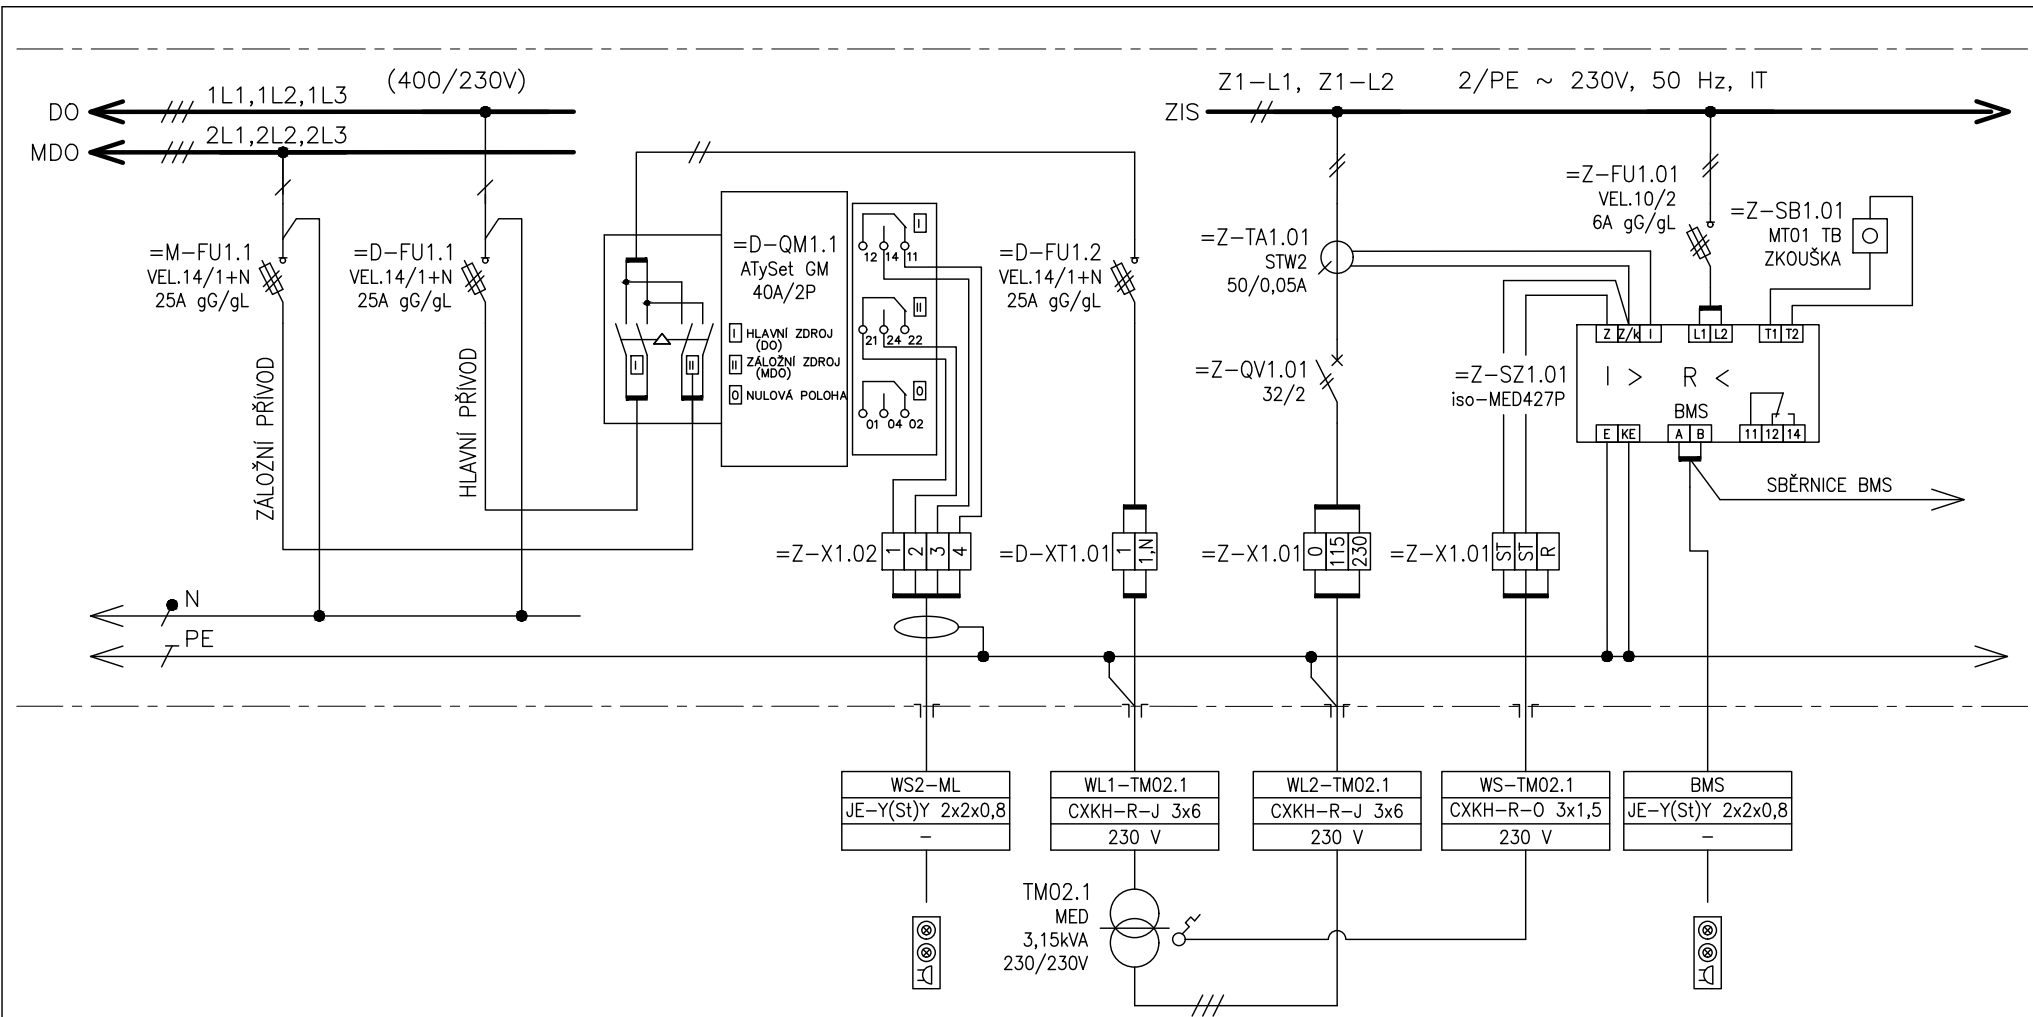 (400/230V)
DO
1L1,1L2,1L3
MDO
2L1,2L2,2L3
Z1-L1, Z1-L2
2/PE ~ 230V, 50 Hz, IT
ZIS
=M-FU1.1
VEL.14/1+N
25A gG/gL
=D-FU1.1
VEL.14/1+N
25A gG/gL
ZÁLOŽNÍ PŘÍVOD
HLAVNÍ PŘÍVOD
I
II
=D-QM1.1
ATySet GM
40A/2P
I HLAVNÍ ZDROJ
(DO)
II ZÁLOŽNÍ ZDROJ
(MDO)
0 NULOVÁ POLOHA
I
12 14 11
II
21 24 22
0
01 04 02
=D-FU1.2
VEL.14/1+N
25A gG/gL
=Z-TA1.01
STW2
50/0,05A
=Z-QV1.01
32/2
=Z-FU1.01
VEL.10/2
6A gG/gL
=Z-SB1.01
MT01 TB
ZKOUŠKA
=Z-SZ1.01
iso-MED427P
Z Z/k I L1 L2 T1 T2
I > R <
BMS
E KE A B 11 12 14
SBĚRNICE BMS
=Z-X1.02 1 2 3 4
=D-XT1.01 1 1,N
=Z-X1.01 0 115 230
=Z-X1.01 ST ST R
N
PE
WS2-ML
JE-Y(St)Y 2x2x0,8
-
WL1-TM02.1
CXKH-R-J 3x6
230 V
WL2-TM02.1
CXKH-R-J 3x6
230 V
WS-TM02.1
CXKH-R-O 3x1,5
230 V
BMS
JE-Y(St)Y 2x2x0,8
-
TM02.1
MED
3,15kVA
230/230V